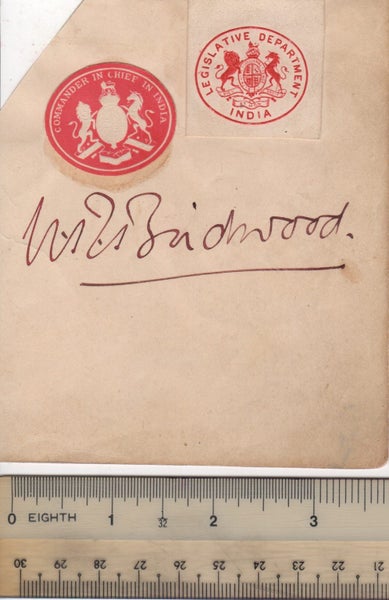 COMMANDER IN CHIEF IN INDIA
LEGISLATIVE DEPARTMENT
INDIA
Birdwood.
0 EIGHTH 1 32 2 3
30 29 28 27 26 25 24 23 22 21